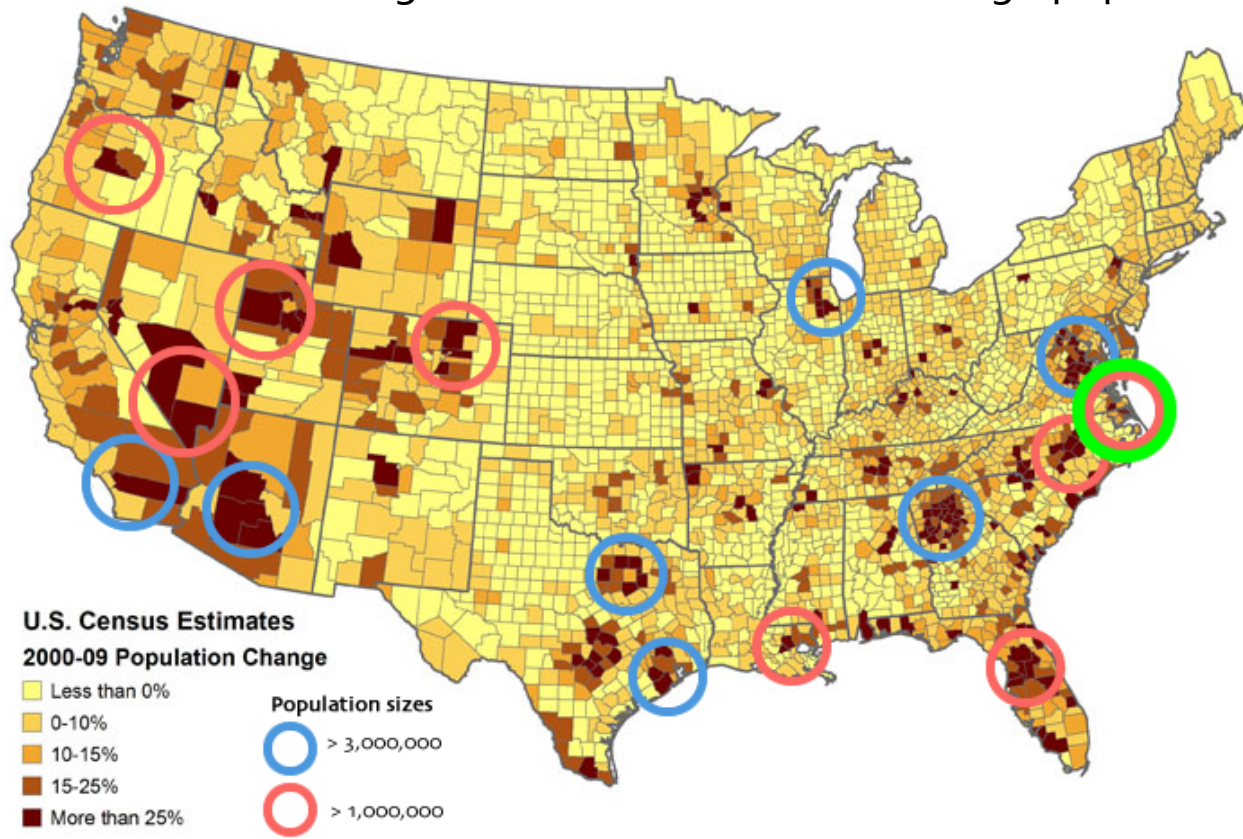 U.S. Census Estimates
2000-09 Population Change
Less than 0%
0-10%
10-15%
15-25%
More than 25%
Population sizes
> 3,000,000
> 1,000,000